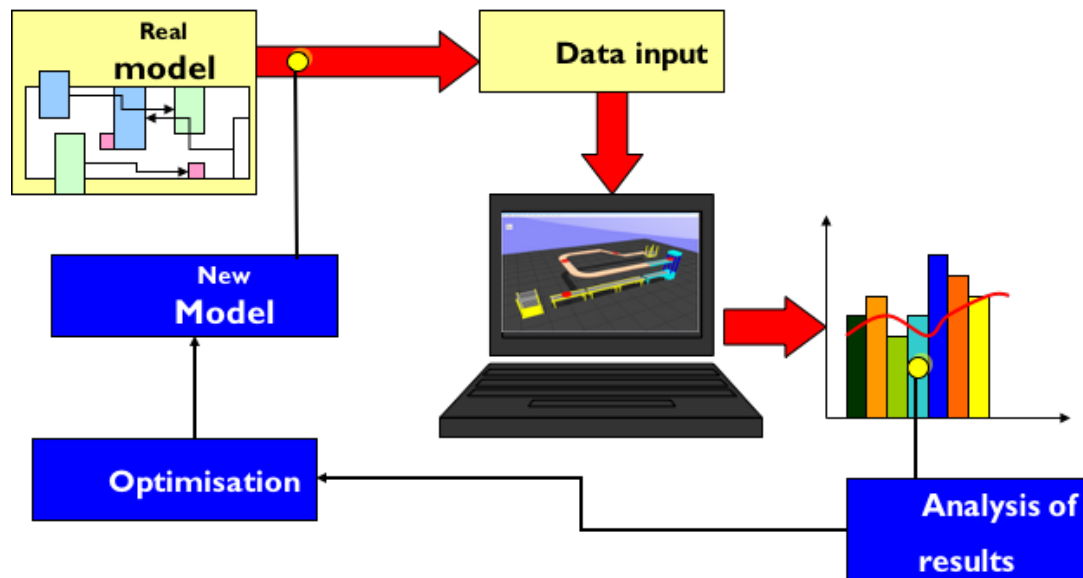 Real
model
Data input
New
Model
Optimisation
Analysis of
results